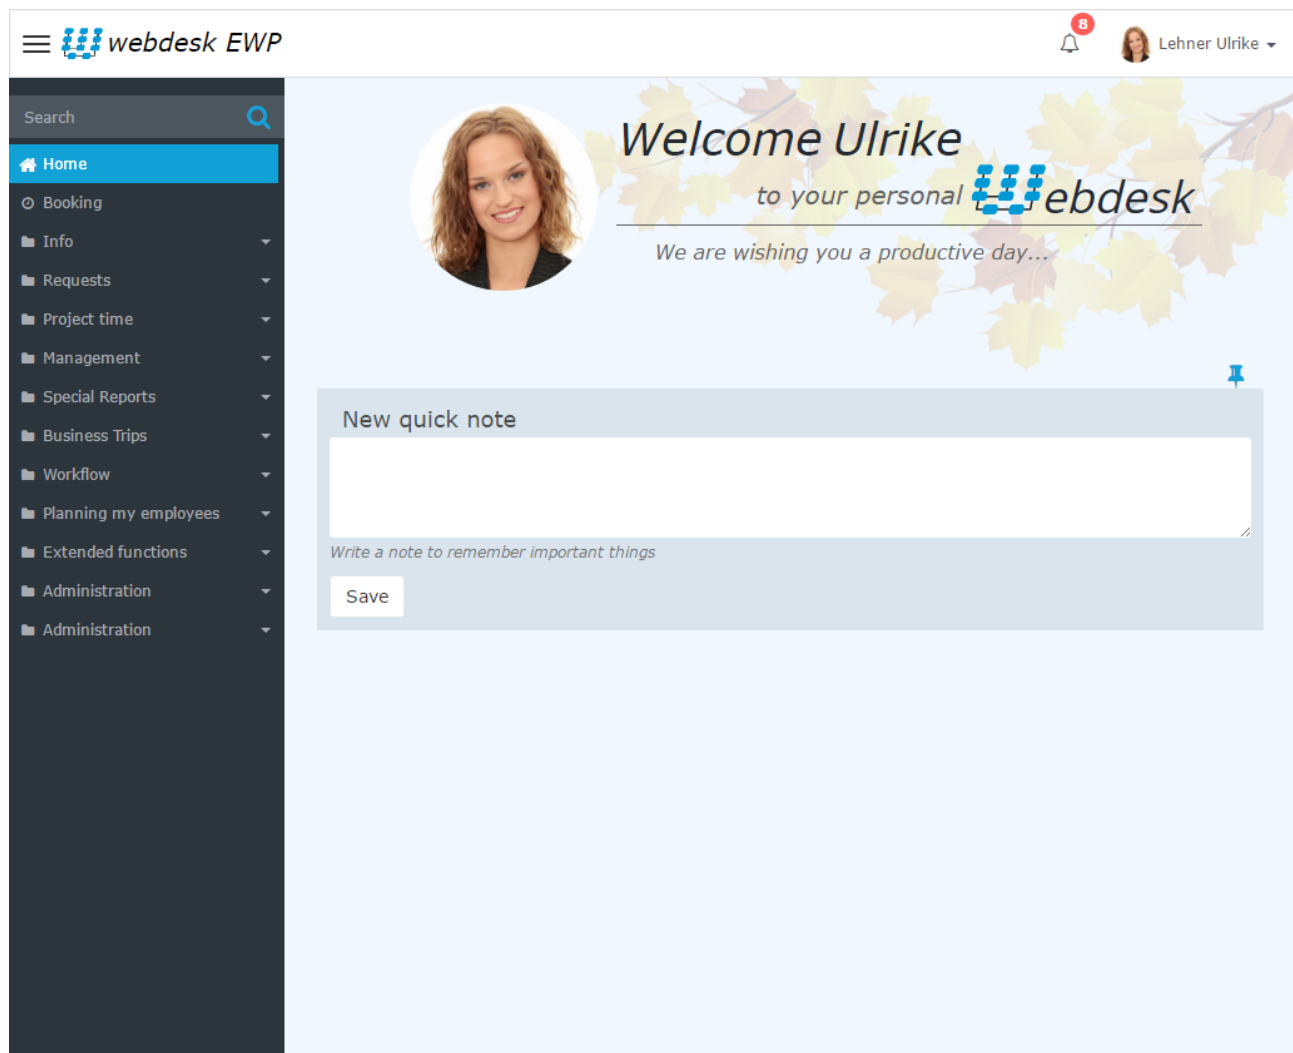 webdesk EWP
8
Lehner Ulrike
Search
Home
Booking
Info
Requests
Project time
Management
Special Reports
Business Trips
Workflow
Planning my employees
Extended functions
Administration
Administration
Welcome Ulrike
to your personal Webdesk
We are wishing you a productive day...
New quick note
Write a note to remember important things
Save